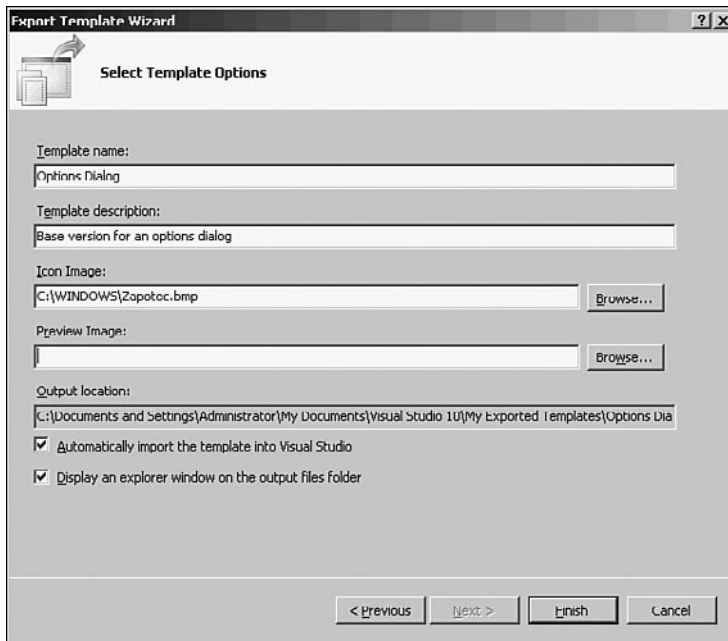 Export Template Wizard
Select Template Options
Template name:
Options Dialog
Template description:
Base version for an options dialog
Icon Image:
C:\WINDOWS\Zapotec.bmp
Browse...
Preview Image:
Browse...
Output location:
C:\Documents and Settings\Administrator\My Documents\Visual Studio 10\My Exported Templates\Options Dia
Automatically import the template into Visual Studio
Display an explorer window on the output files folder
< Previous
Next >
Finish
Cancel